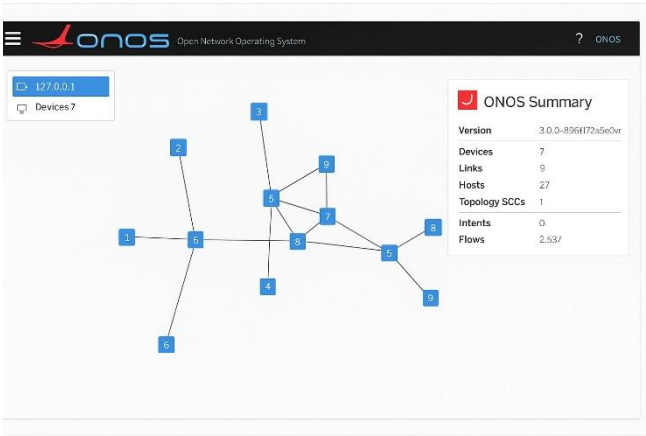 onos Open Network Operating System ? ONOS
127.0.0.1
Devices 7
ONOS Summary
Version
Devices 7
Links 9
Hosts 27
Topology SCCs 1
Intents 0
Flows 2.537
3
2
9
5
7
1
6
8
8
5
4
9
6